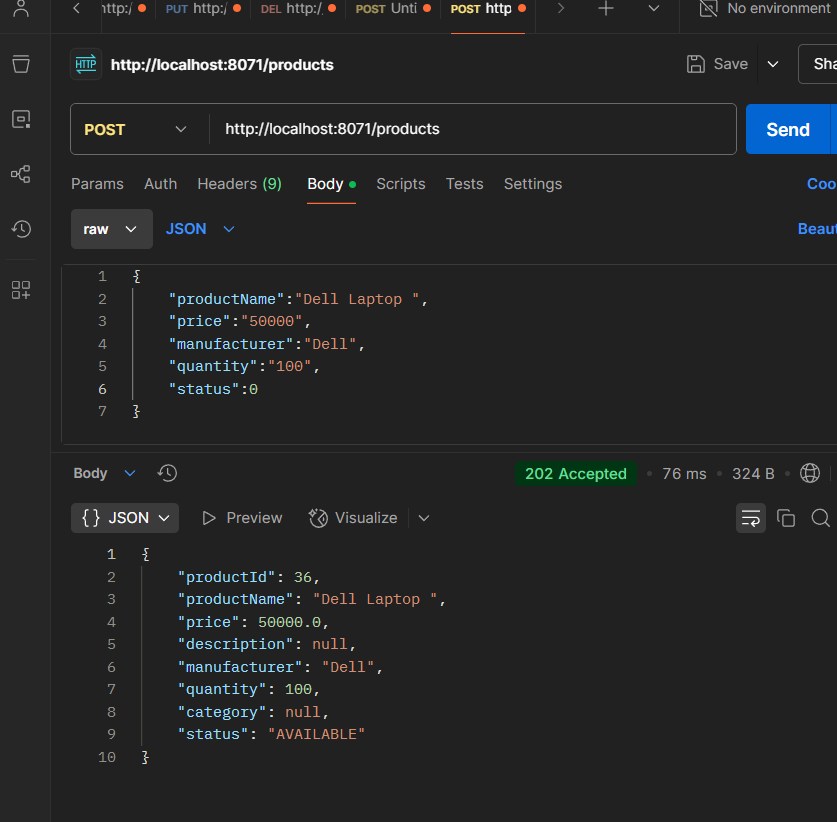 http:/
PUT http:/
DEL http:/
POST Unti
POST http
No environment
HTTP http://localhost:8071/products
Save
Sha
POST http://localhost:8071/products
Send
Params Auth Headers (9) Body Scripts Tests Settings
Coo
raw JSON
Beaut
1 {
2 "productName":"Dell Laptop ",
3 "price":"50000",
4 "manufacturer":"Dell",
5 "quantity":"100",
6 "status":0
7 }
Body
202 Accepted • 76 ms • 324 B •
{} JSON Preview Visualize
1 {
2 "productId": 36,
3 "productName": "Dell Laptop ",
4 "price": 50000.0,
5 "description": null,
6 "manufacturer": "Dell",
7 "quantity": 100,
8 "category": null,
9 "status": "AVAILABLE"
10 }